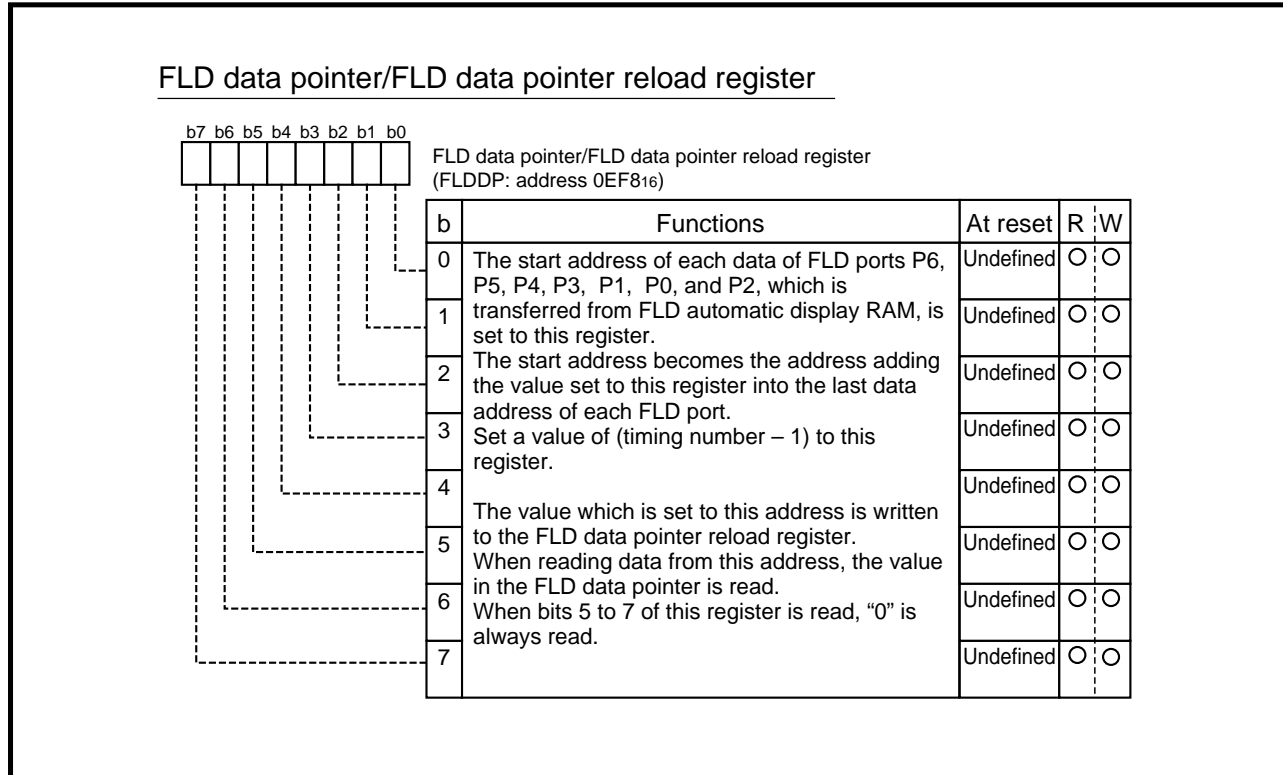 FLD data pointer/FLD data pointer reload register
b7 b6 b5 b4 b3 b2 b1 b0
FLD data pointer/FLD data pointer reload register
(FLDDP: address 0EF816)
b Functions At reset R W
0 The start address of each data of FLD ports P6, Undefined O O
P5, P4, P3, P1, P0, and P2, which is
1 transferred from FLD automatic display RAM, is Undefined O O
set to this register.
The start address becomes the address adding
2 the value set to this register into the last data Undefined O O
address of each FLD port.
3 Set a value of (timing number – 1) to this Undefined O O
register.
4 Undefined O O
The value which is set to this address is written
5 to the FLD data pointer reload register. Undefined O O
When reading data from this address, the value
in the FLD data pointer is read.
6 When bits 5 to 7 of this register is read, “0” is Undefined O O
always read.
7 Undefined O O